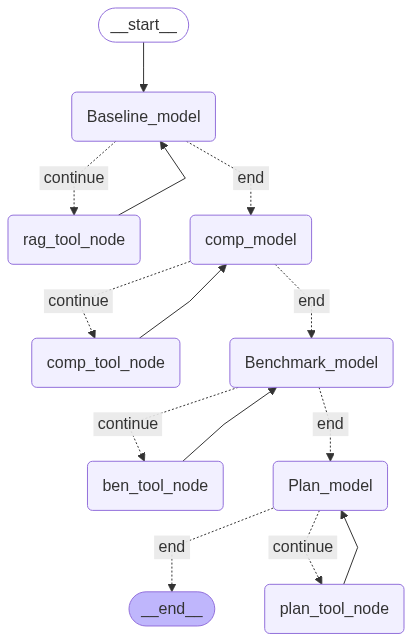 __start__
Baseline_model
continue
end
rag_tool_node
comp_model
continue
end
comp_tool_node
Benchmark_model
continue
end
ben_tool_node
Plan_model
end
continue
__end__
plan_tool_node